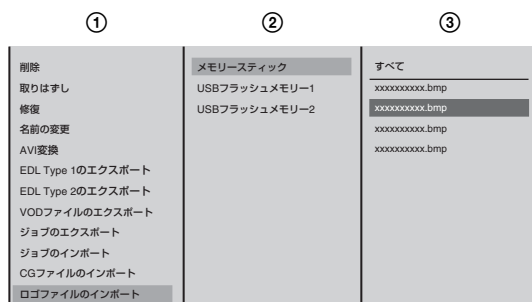 ① ② ③
削除
取りはずし
修復
名前の変更
AVI変換
EDL Type 1のエクスポート
EDL Type 2のエクスポート
VODファイルのエクスポート
ジョブのエクスポート
ジョブのインポート
CGファイルのインポート
ロゴファイルのインポート
メモリースティック
USBフラッシュメモリー1
USBフラッシュメモリー2
すべて
xxxxxxxxxx.bmp
xxxxxxxxxx.bmp
xxxxxxxxxx.bmp
xxxxxxxxxx.bmp